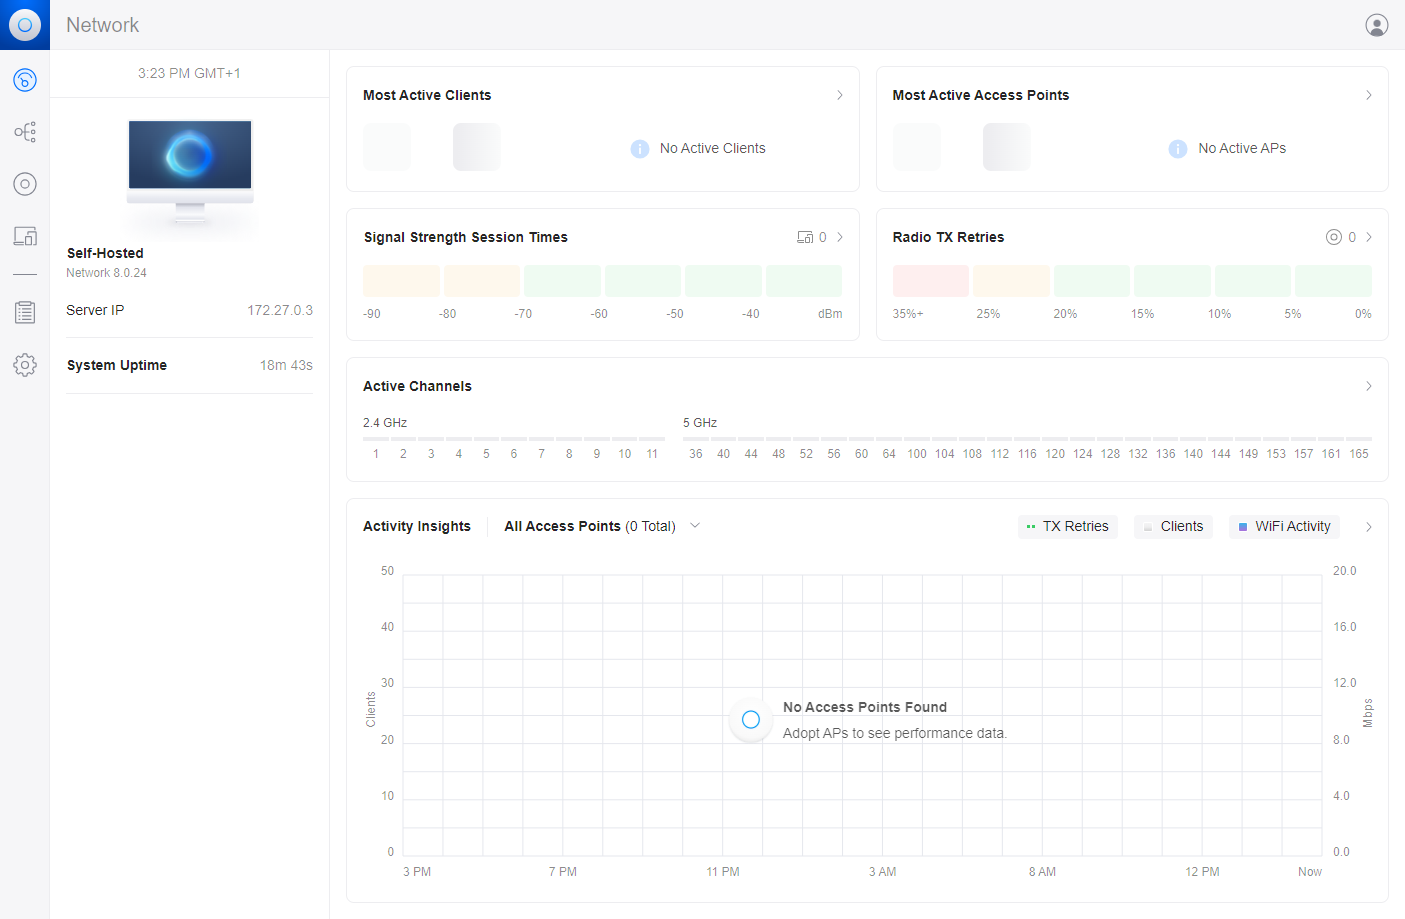 Network
3:23 PM GMT+1
Self-Hosted
Network 8.0.24
Server IP 172.27.0.3
System Uptime 18m 43s
Most Active Clients
No Active Clients
Most Active Access Points
No Active APs
Signal Strength Session Times 0
-90 -80 -70 -60 -50 -40 dBm
Radio TX Retries 0
35%+ 25% 20% 15% 10% 5% 0%
Active Channels
2.4 GHz
1 2 3 4 5 6 7 8 9 10 11
5 GHz
36 40 44 48 52 56 60 64 100 104 108 112 116 120 124 128 132 136 140 144 149 153 157 161 165
Activity Insights All Access Points (0 Total) TX Retries Clients WiFi Activity
50 20.0
40 16.0
30 12.0
Clients
Mbps
20 8.0
10 4.0
0 0.0
No Access Points Found
Adopt APs to see performance data.
3 PM 7 PM 11 PM 3 AM 8 AM 12 PM Now